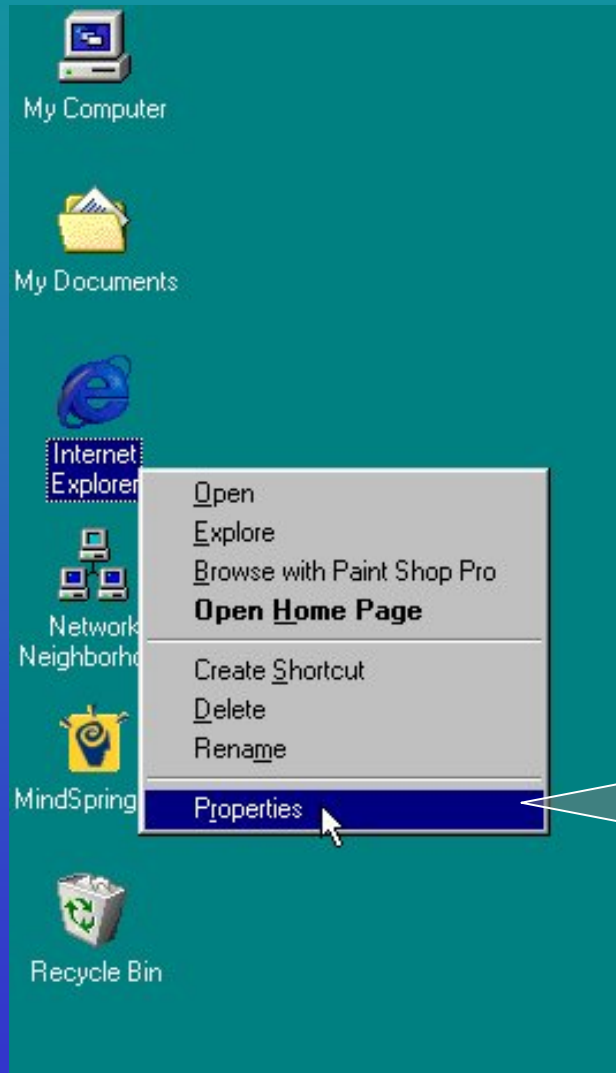 My Computer
My Documents
Internet
Explorer
Open
Explore
Browse with Paint Shop Pro
Open Home Page
Network
Create Shortcut
Delete
Rename
MindSpring
Properties
Recycle Bin